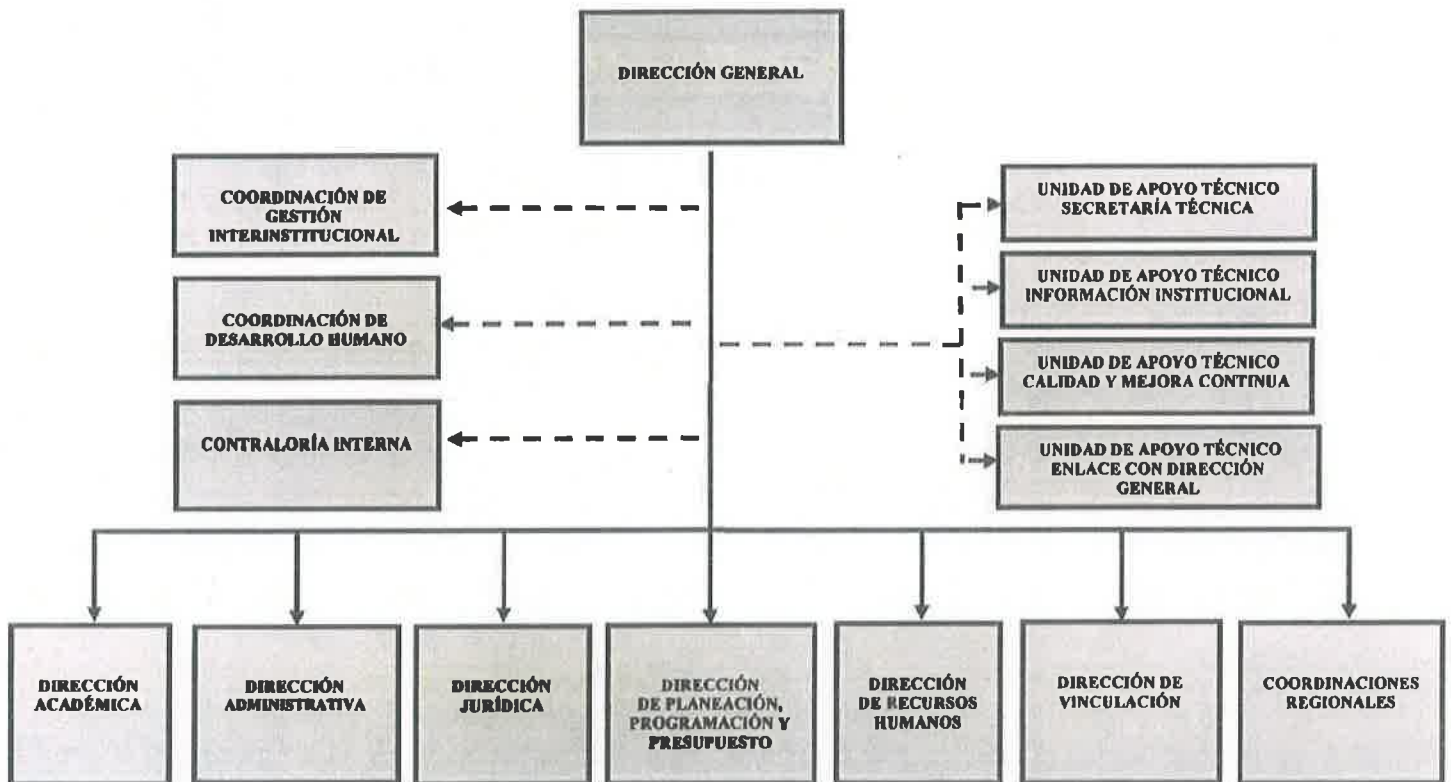 DIRECCIÓN GENERAL
COORDINACIÓN DE
GESTIÓN
INTERINSTITUCIONAL
COORDINACIÓN DE
DESARROLLO HUMANO
CONTRALORÍA INTERNA
UNIDAD DE APOYO TÉCNICO
SECRETARÍA TÉCNICA
UNIDAD DE APOYO TÉCNICO
INFORMACIÓN INSTITUCIONAL
UNIDAD DE APOYO TÉCNICO
CALIDAD Y MEJORA CONTINUA
UNIDAD DE APOYO TÉCNICO
ENLACE CON DIRECCIÓN
GENERAL
DIRECCIÓN
ACADÉMICA
DIRECCIÓN
ADMINISTRATIVA
DIRECCIÓN
JURÍDICA
DIRECCIÓN
DE PLANEACIÓN,
PROGRAMACIÓN Y
PRESUPUESTO
DIRECCIÓN
DE RECURSOS
HUMANOS
DIRECCIÓN DE
VINCULACIÓN
COORDINACIONES
REGIONALES